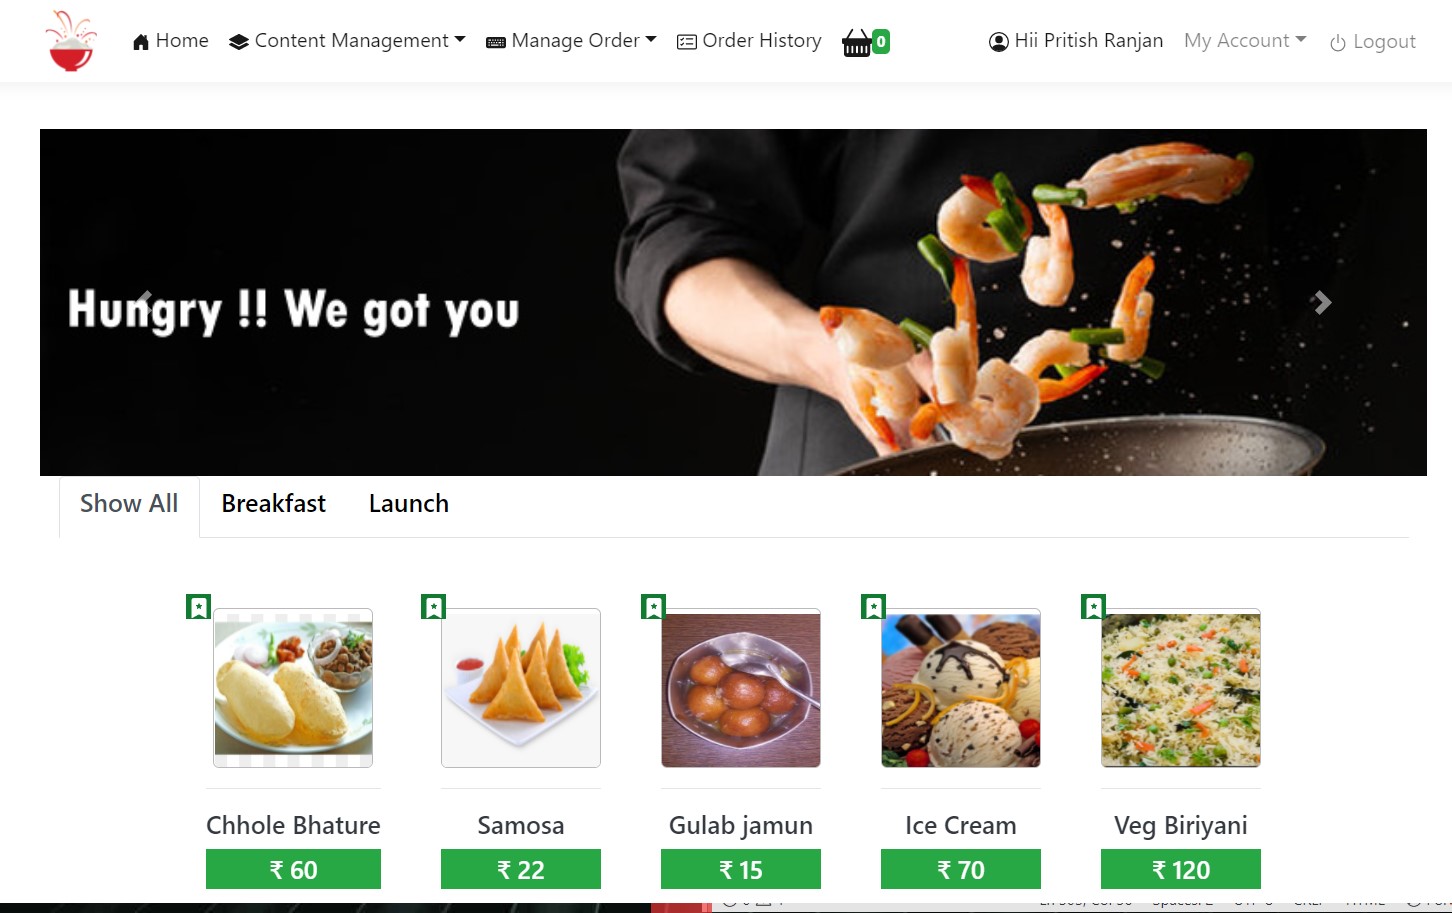 Home Content Management Manage Order Order History 0 Hii Pritish Ranjan My Account Logout
Hungry !! We got you
Show All Breakfast Launch
Chhole Bhature Samosa Gulab jamun Ice Cream Veg Biriyani
₹ 60 ₹ 22 ₹ 15 ₹ 70 ₹ 120